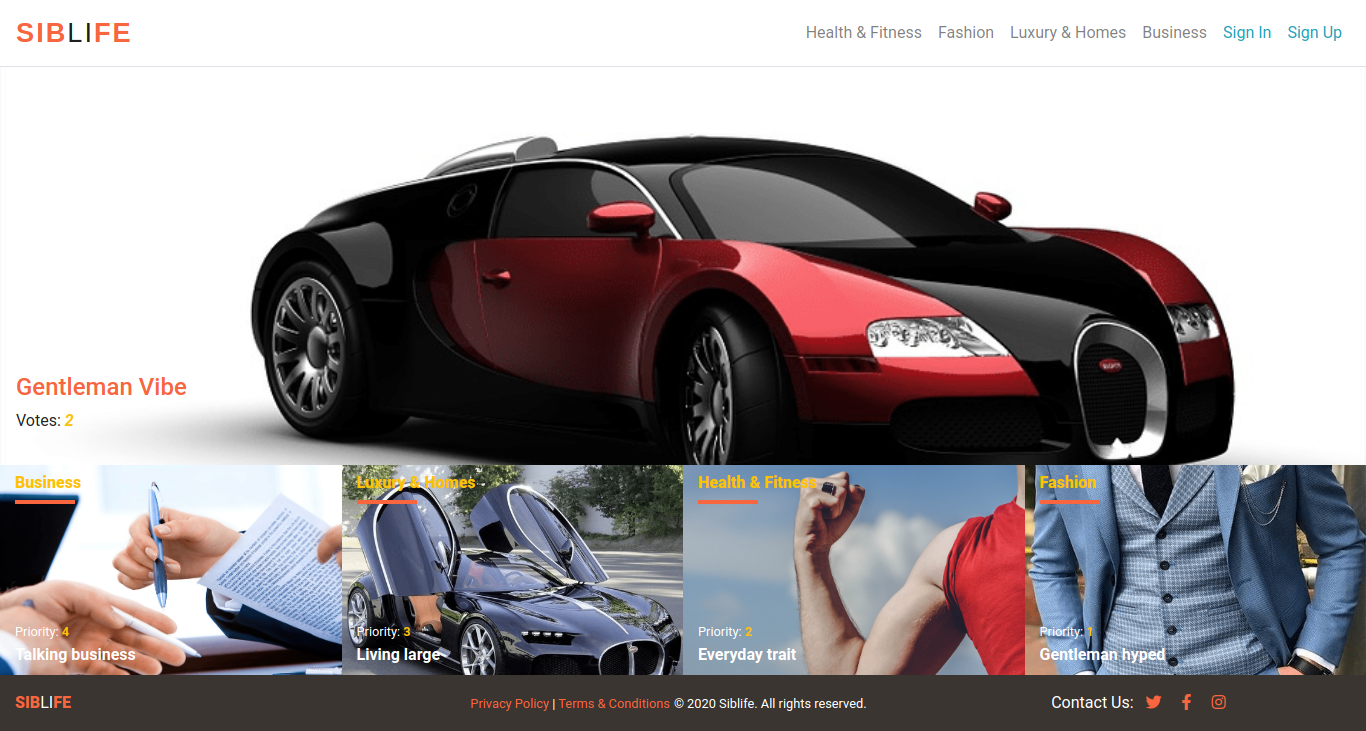 SIBLIFE
Health & Fitness Fashion Luxury & Homes Business Sign In Sign Up
Gentleman Vibe
Votes: 2
Business
Priority: 4
Talking business
Luxury & Homes
Priority: 3
Living large
Health & Fitness
Priority: 2
Everyday trait
Fashion
Priority: 1
Gentleman hyped
SIBLIFE
Privacy Policy | Terms & Conditions © 2020 Siblife. All rights reserved.
Contact Us: